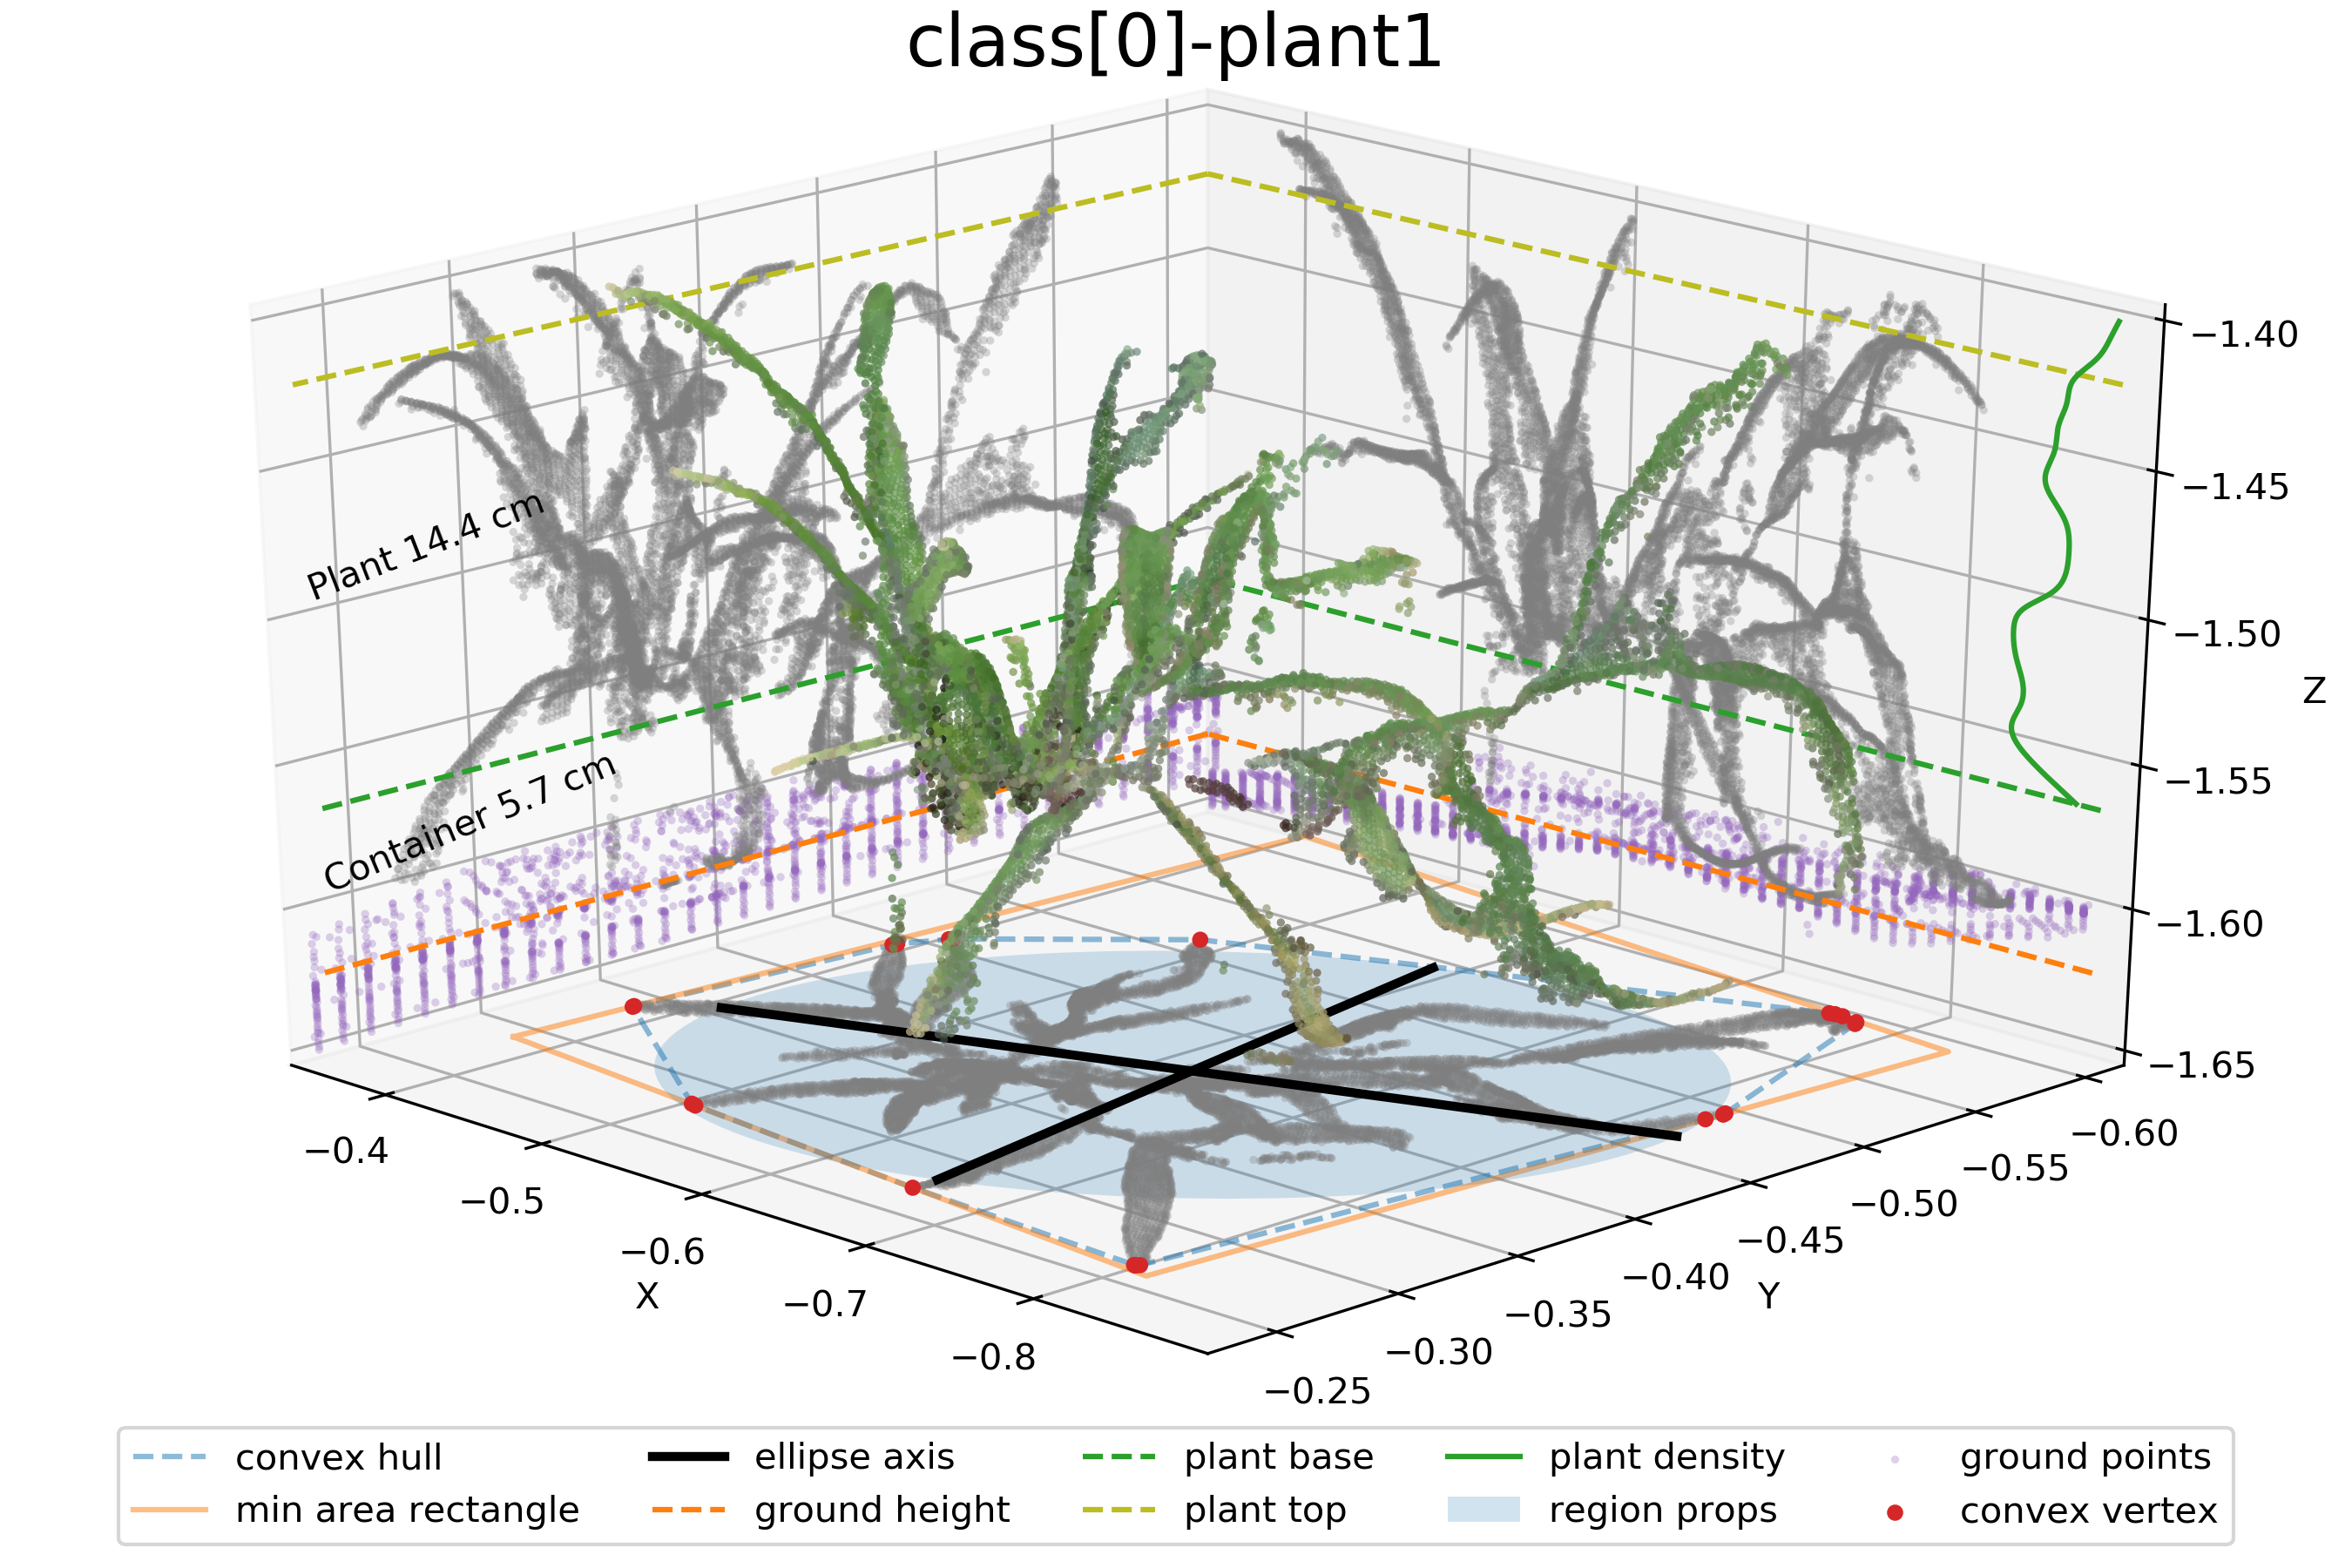 class[0]-plant1
Plant 14.4 cm
Container 5.7 cm
−1.40
−1.45
−1.50
−1.55
−1.60
−1.65
Z
−0.4
−0.5
−0.6
−0.7
−0.8
X
−0.60
−0.55
−0.50
−0.45
−0.40
−0.35
−0.30
−0.25
Y
convex hull
ellipse axis
plant base
plant density
ground points
min area rectangle
ground height
plant top
region props
convex vertex